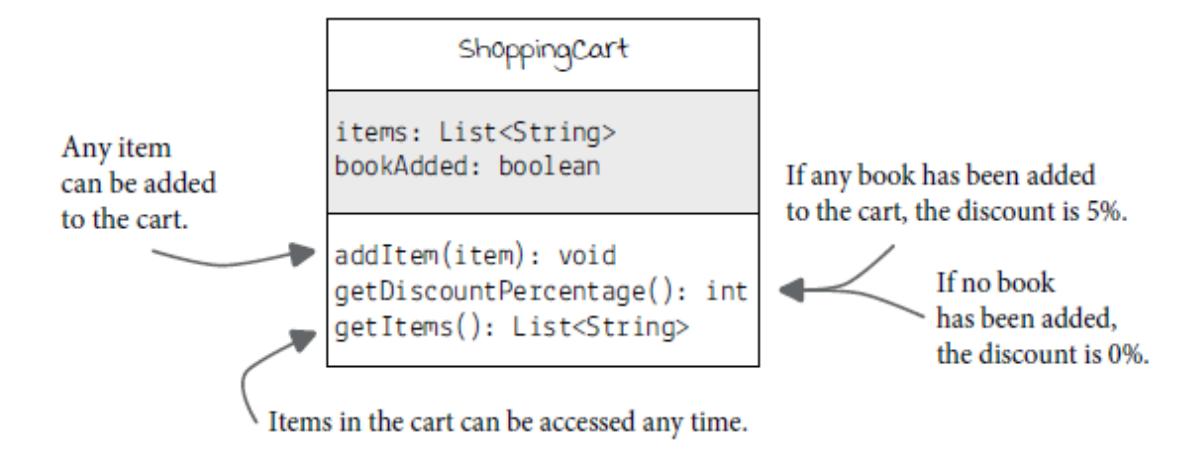 ShoppingCart
items: List<String>
bookAdded: boolean
addItem(item): void
getDiscountPercentage(): int
getItems(): List<String>
Any item
can be added
to the cart.
If any book has been added
to the cart, the discount is 5%.
If no book
has been added,
the discount is 0%.
Items in the cart can be accessed any time.